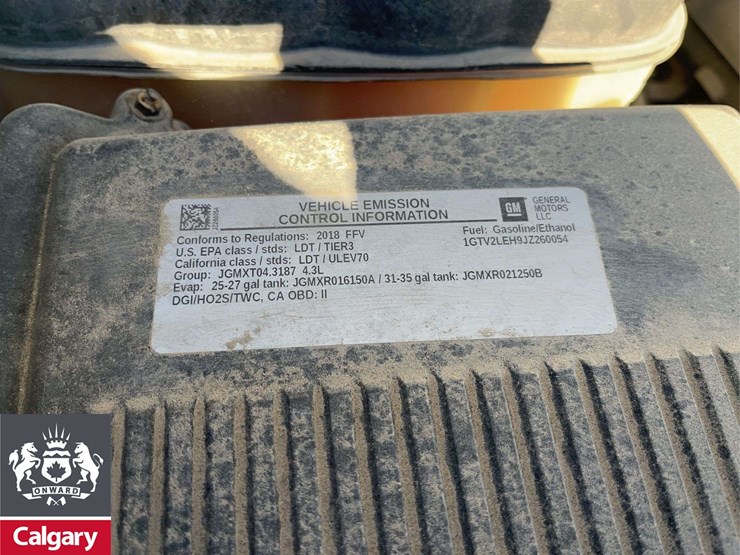 VEHICLE EMISSION
CONTROL INFORMATION
GM
GENERAL
MOTORS
LLC
Z260054
Conforms to Regulations: 2018 FFV
Fuel: Gasoline/Ethanol
U.S. EPA class / stds: LDT / TIER3
1GTV2LEH9JZ260054
California class / stds: LDT / ULEV70
Group: JGMXT04.3187 4.3L
Evap: 25-27 gal tank: JGMXR016150A / 31-35 gal tank: JGMXR021250B
DGI/HO2S/TWC, CA OBD: II
ONWARD
Calgary